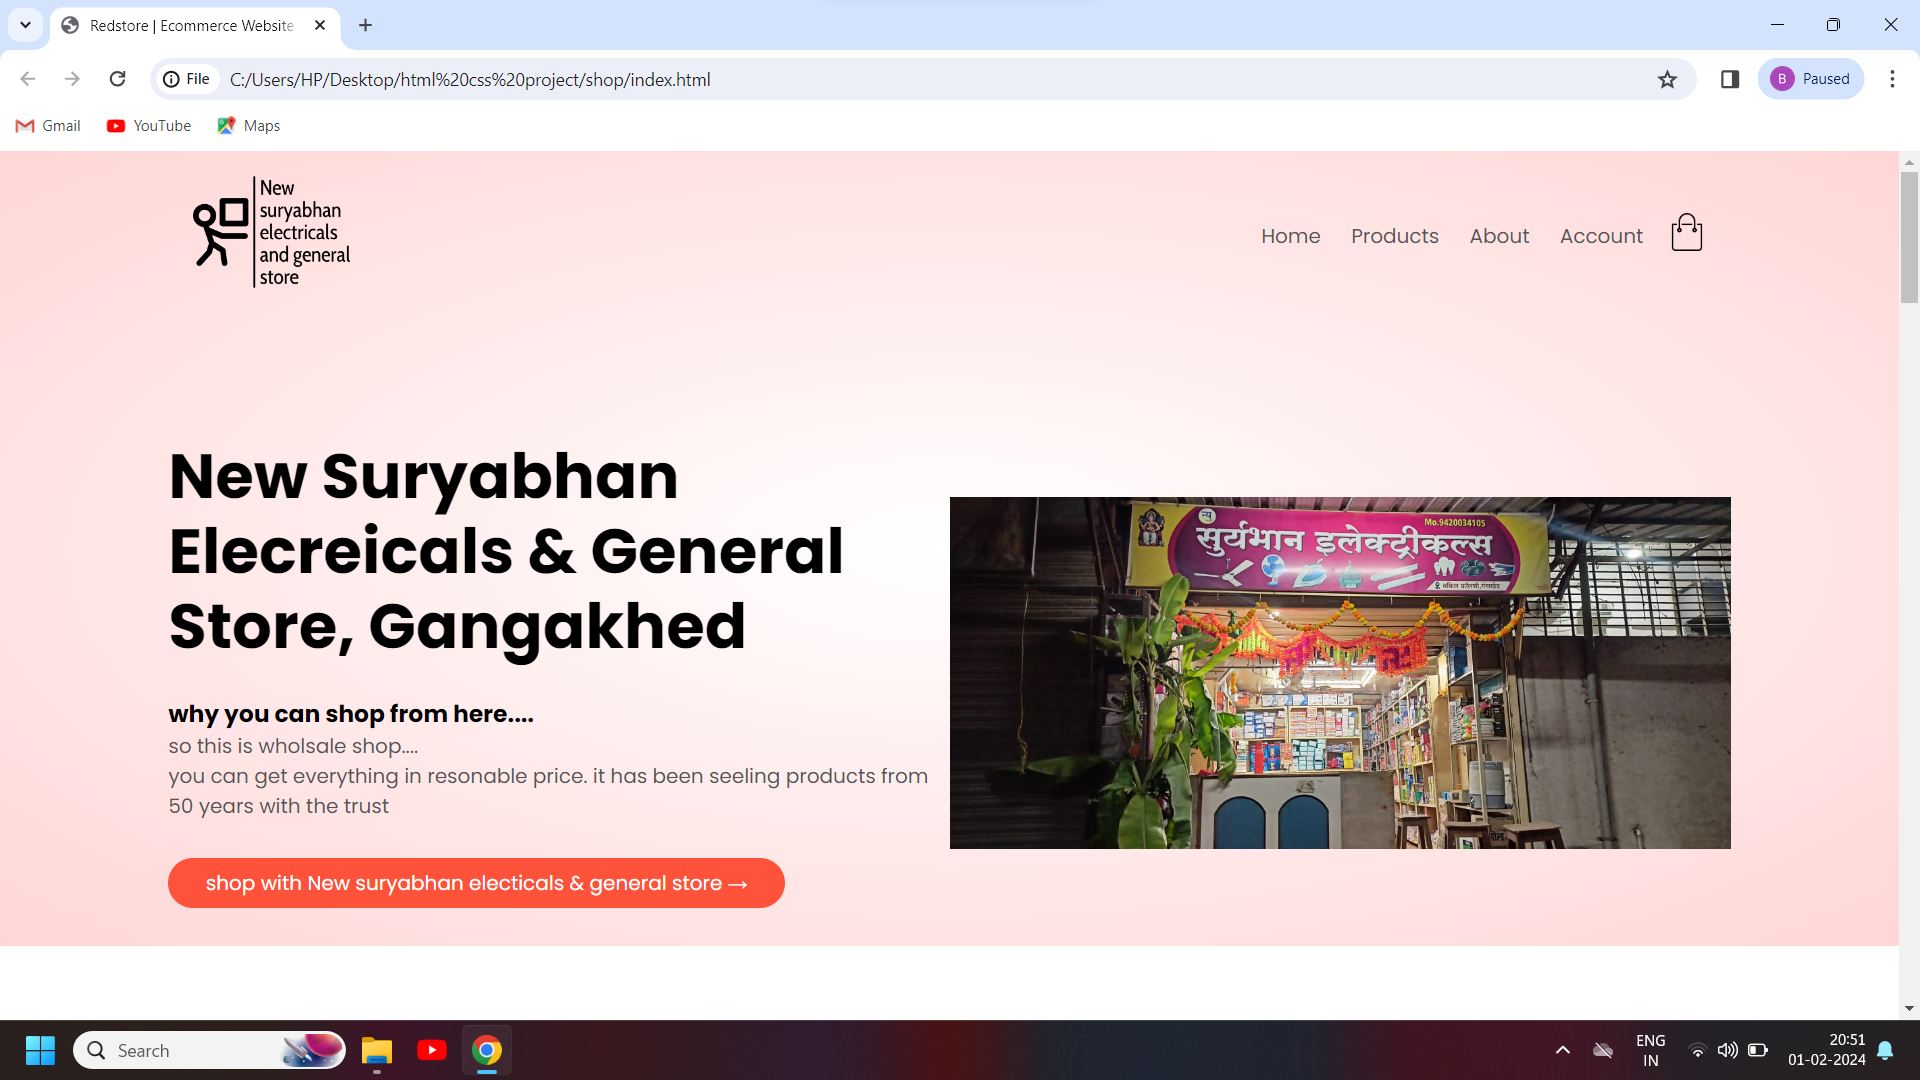 Redstore | Ecommerce Website
File C:/Users/HP/Desktop/html%20css%20project/shop/index.html
B Paused
Gmail YouTube Maps
New
suryabhan
electricals
and general
store
Home Products About Account
New Suryabhan
Elecreicals & General
Store, Gangakhed
why you can shop from here....
so this is wholsale shop....
you can get everything in resonable price. it has been seeling products from
50 years with the trust
shop with New suryabhan electicals & general store →
न्यु
Mo.9420034105
सुर्यभान इलेक्ट्रीकल्स
Search
ENG
IN
20:51
01-02-2024